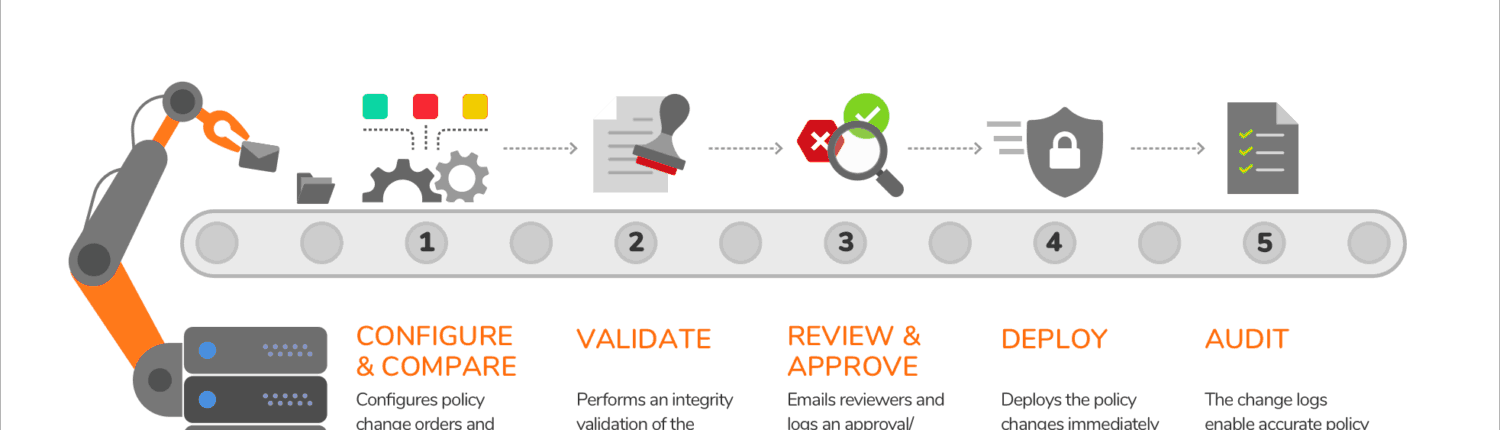 1 2 3 4 5
CONFIGURE
& COMPARE
Configures policy
change orders and
VALIDATE
Performs an integrity
validation of the
REVIEW &
APPROVE
Emails reviewers and
logs an approval/
DEPLOY
Deploys the policy
changes immediately
AUDIT
The change logs
enable accurate policy